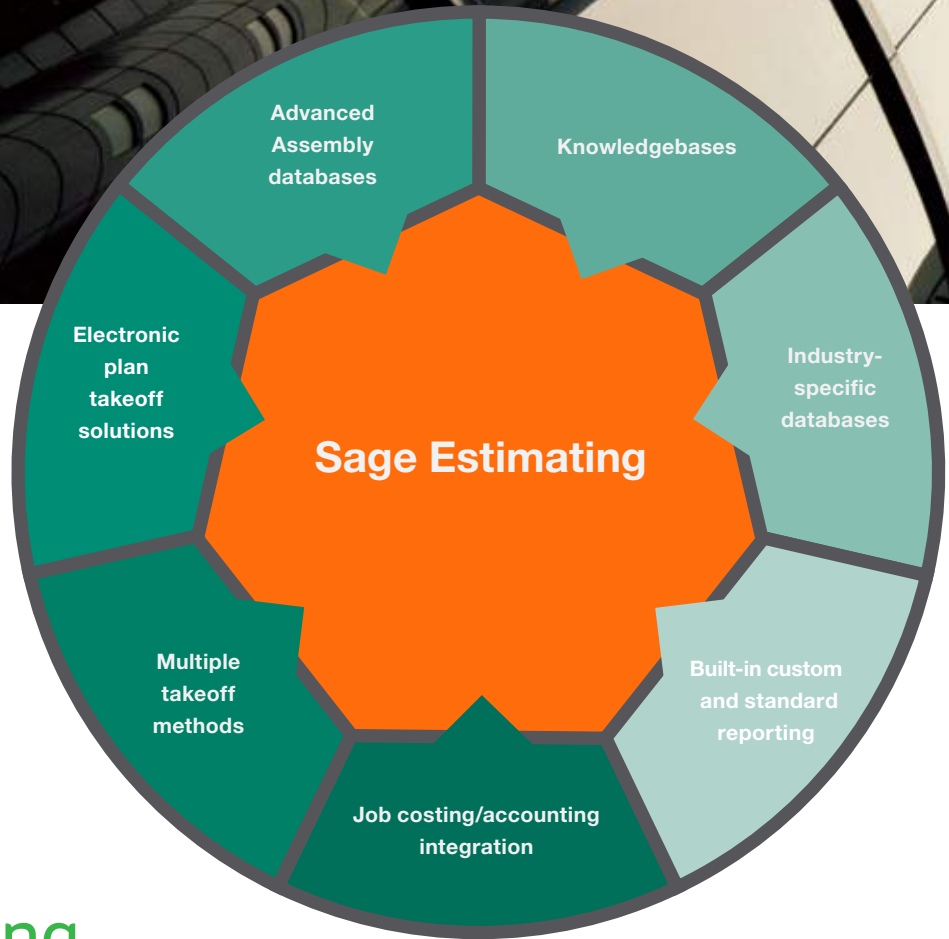 Advanced
Assembly
databases
Knowledgebases
Industry-
specific
databases
Electronic
plan
takeoff
solutions
Sage Estimating
Multiple
takeoff
methods
Built-in custom
and standard
reporting
Job costing/accounting
integration